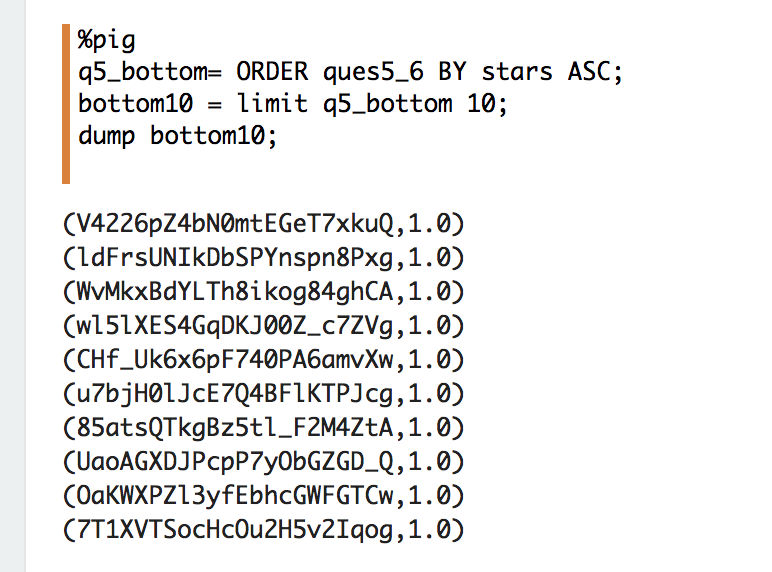 %pig
q5_bottom= ORDER ques5_6 BY stars ASC;
bottom10 = limit q5_bottom 10;
dump bottom10;
(V4226pZ4bN0mtEGeT7xkuQ,1.0)
(ldFrsUNIkDbSPYnspn8Pxg,1.0)
(WvMkxBdYLTh8ikog84ghCA,1.0)
(wl5lXES4GqDKJ00Z_c7ZVg,1.0)
(CHf_Uk6x6pF740PA6amvXw,1.0)
(u7bjH0lJcE7Q4BFlKTPJcg,1.0)
(85atsQTkgBz5tl_F2M4ZtA,1.0)
(UaoAGXDJPcpP7yObGZGD_Q,1.0)
(OaKWXPZl3yfEbhcGWFGTCw,1.0)
(7T1XVTSocHcOu2H5v2Iqog,1.0)